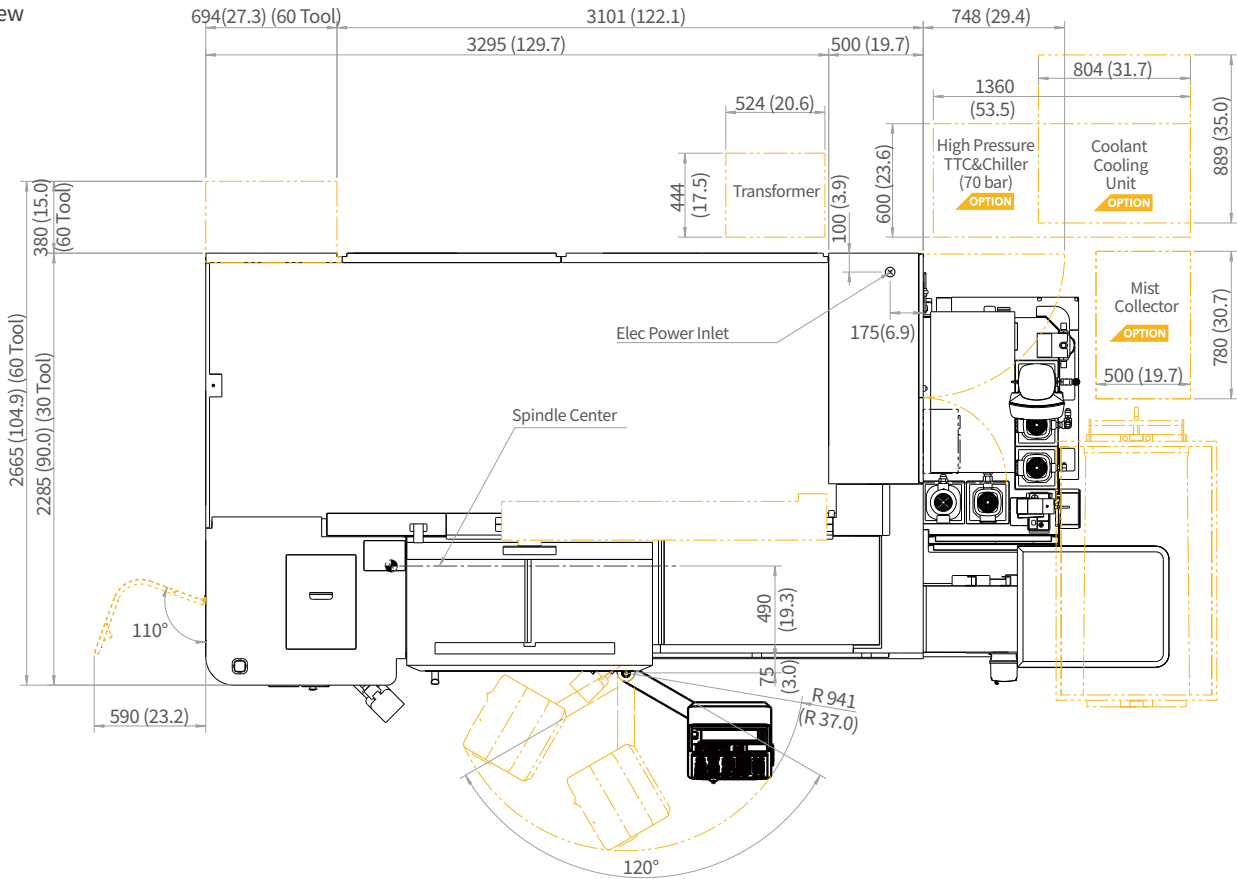 ew
694(27.3) (60 Tool)
3101 (122.1)
748 (29.4)
3295 (129.7)
500 (19.7)
804 (31.7)
1360
(53.5)
524 (20.6)
889 (35.0)
High Pressure
TTC&Chiller
(70 bar)
OPTION
Coolant
Cooling
Unit
OPTION
600 (23.6)
444
(17.5)
Transformer
100 (3.9)
380 (15.0)
(60 Tool)
Mist
Collector
OPTION
780 (30.7)
500 (19.7)
Elec Power Inlet
175(6.9)
2665 (104.9) (60 Tool)
2285 (90.0) (30 Tool)
Spindle Center
490
(19.3)
110°
75
(3.0)
R 941
(R 37.0)
590 (23.2)
120°